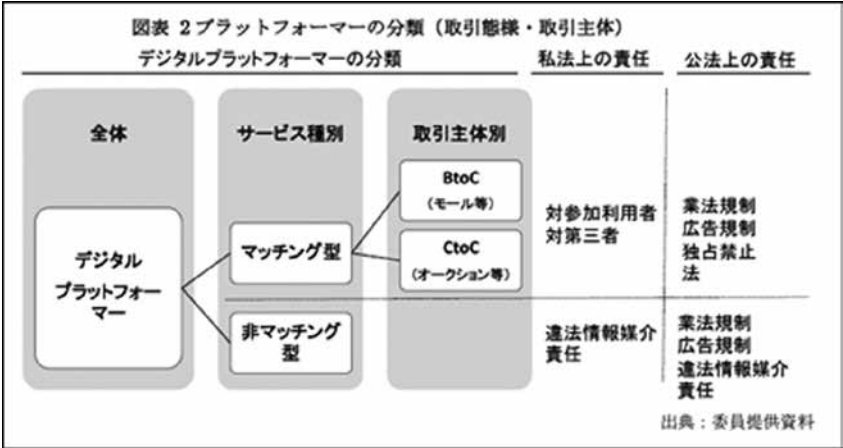 図表 2 プラットフォーマーの分類（取引態様・取引主体）
デジタルプラットフォーマーの分類
私法上の責任
公法上の責任
全体
サービス種別
取引主体別
デジタル
プラットフォー
マー
マッチング型
非マッチング
型
BtoC
（モール等）
CtoC
（オークション等）
対参加利用者
対第三者
業法規制
広告規制
独占禁止
法
違法情報媒介
責任
業法規制
広告規制
違法情報媒介
責任
出典：委員提供資料